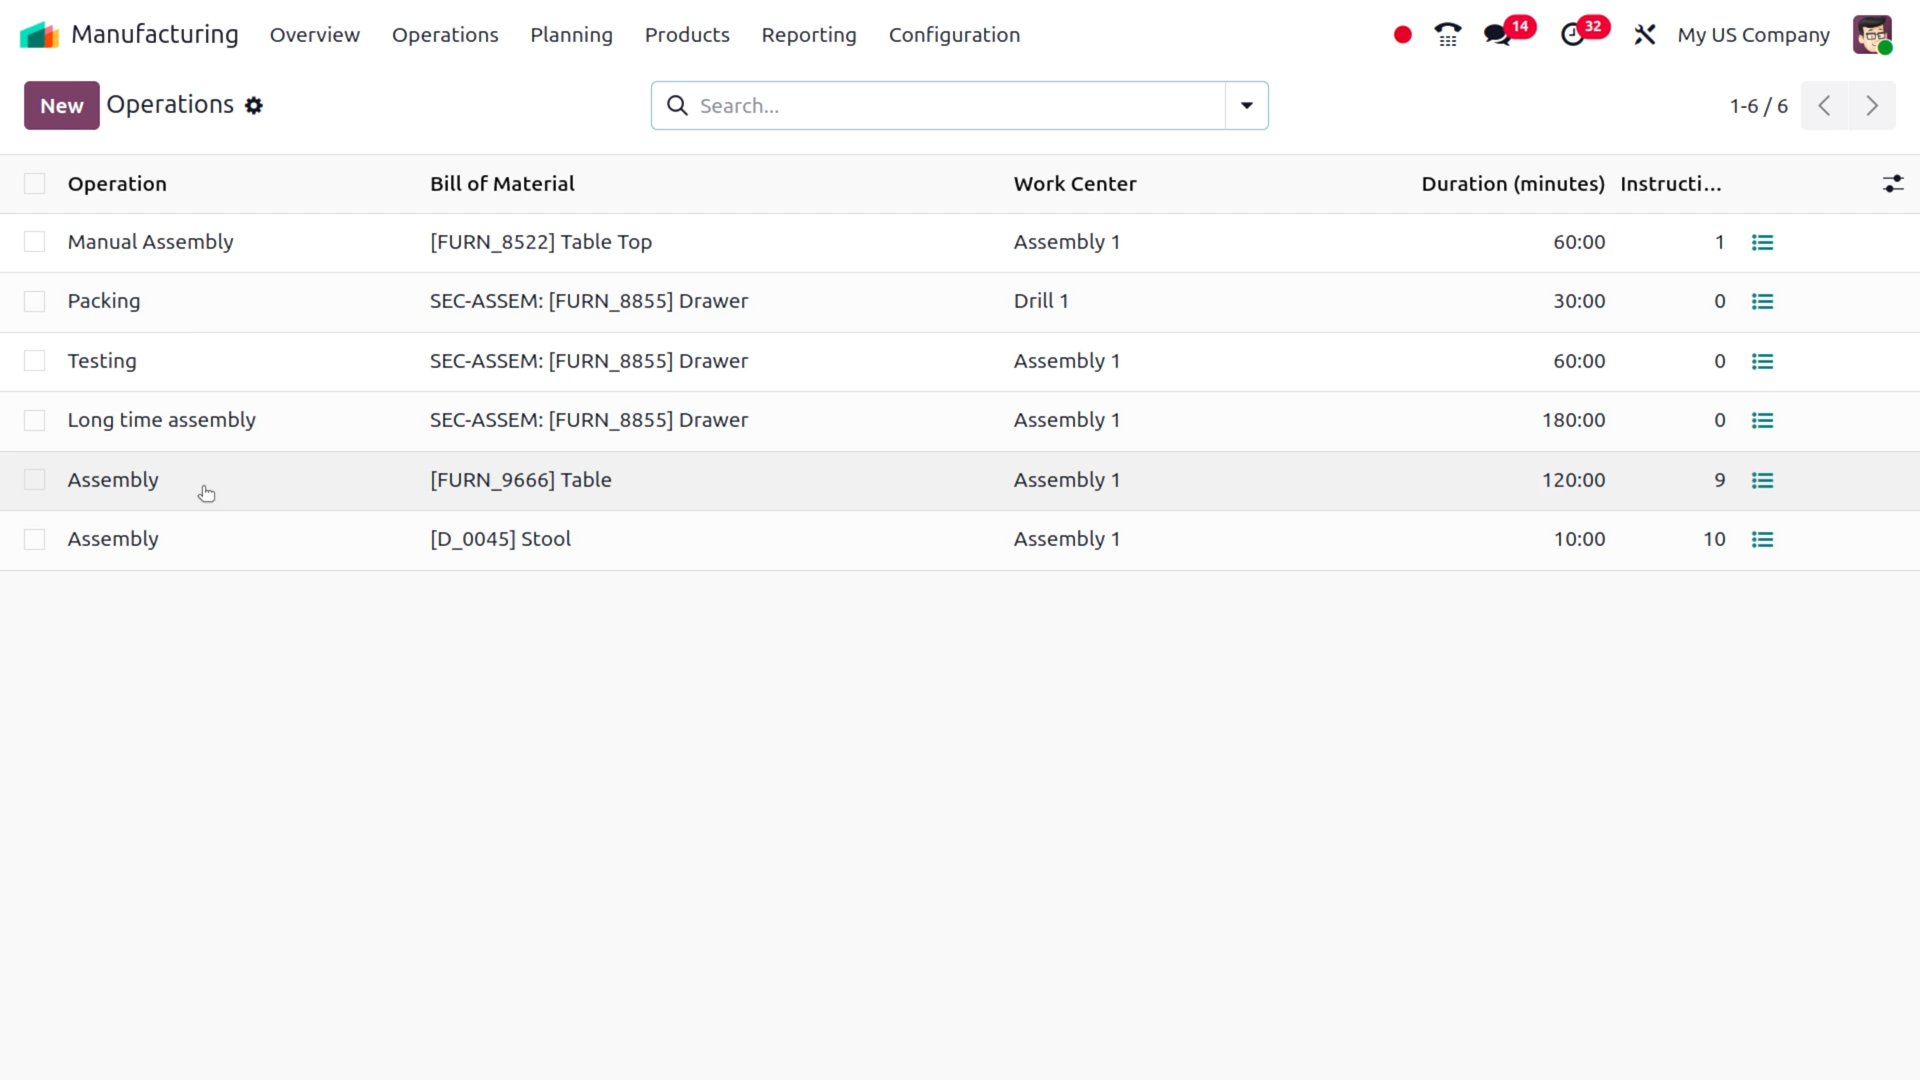 Manufacturing Overview Operations Planning Products Reporting Configuration 14 32 My US Company
New Operations Search... 1-6 / 6
Operation Bill of Material Work Center Duration (minutes) Instructi...
Manual Assembly [FURN_8522] Table Top Assembly 1 60:00 1
Packing SEC-ASSEM: [FURN_8855] Drawer Drill 1 30:00 0
Testing SEC-ASSEM: [FURN_8855] Drawer Assembly 1 60:00 0
Long time assembly SEC-ASSEM: [FURN_8855] Drawer Assembly 1 180:00 0
Assembly [FURN_9666] Table Assembly 1 120:00 9
Assembly [D_0045] Stool Assembly 1 10:00 10